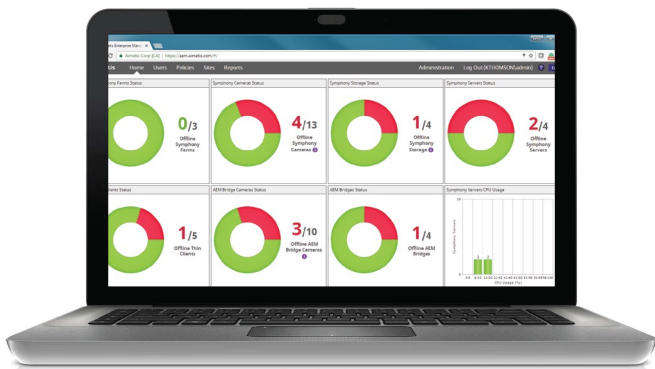 Aimetis Corp [CA] https://aem.aimetis.com/#/
Home Users Policies Sites Reports Administration Log Out (KTHOMSON\admin)
Symphony Cameras Status
Symphony Storage Status
Symphony Servers Status
0/3
Offline
Symphony
Farms
4/13
Offline
Symphony
Cameras
1/4
Offline
Symphony
Storage
2/4
Offline
Symphony
Servers
AEM Bridge Cameras Status
AEM Bridges Status
Symphony Servers CPU Usage
1/5
Offline Thin
Clients
3/10
Offline AEM
Bridge Cameras
1/4
Offline AEM
Bridges
Symphony Servers
CPU Usage (%)